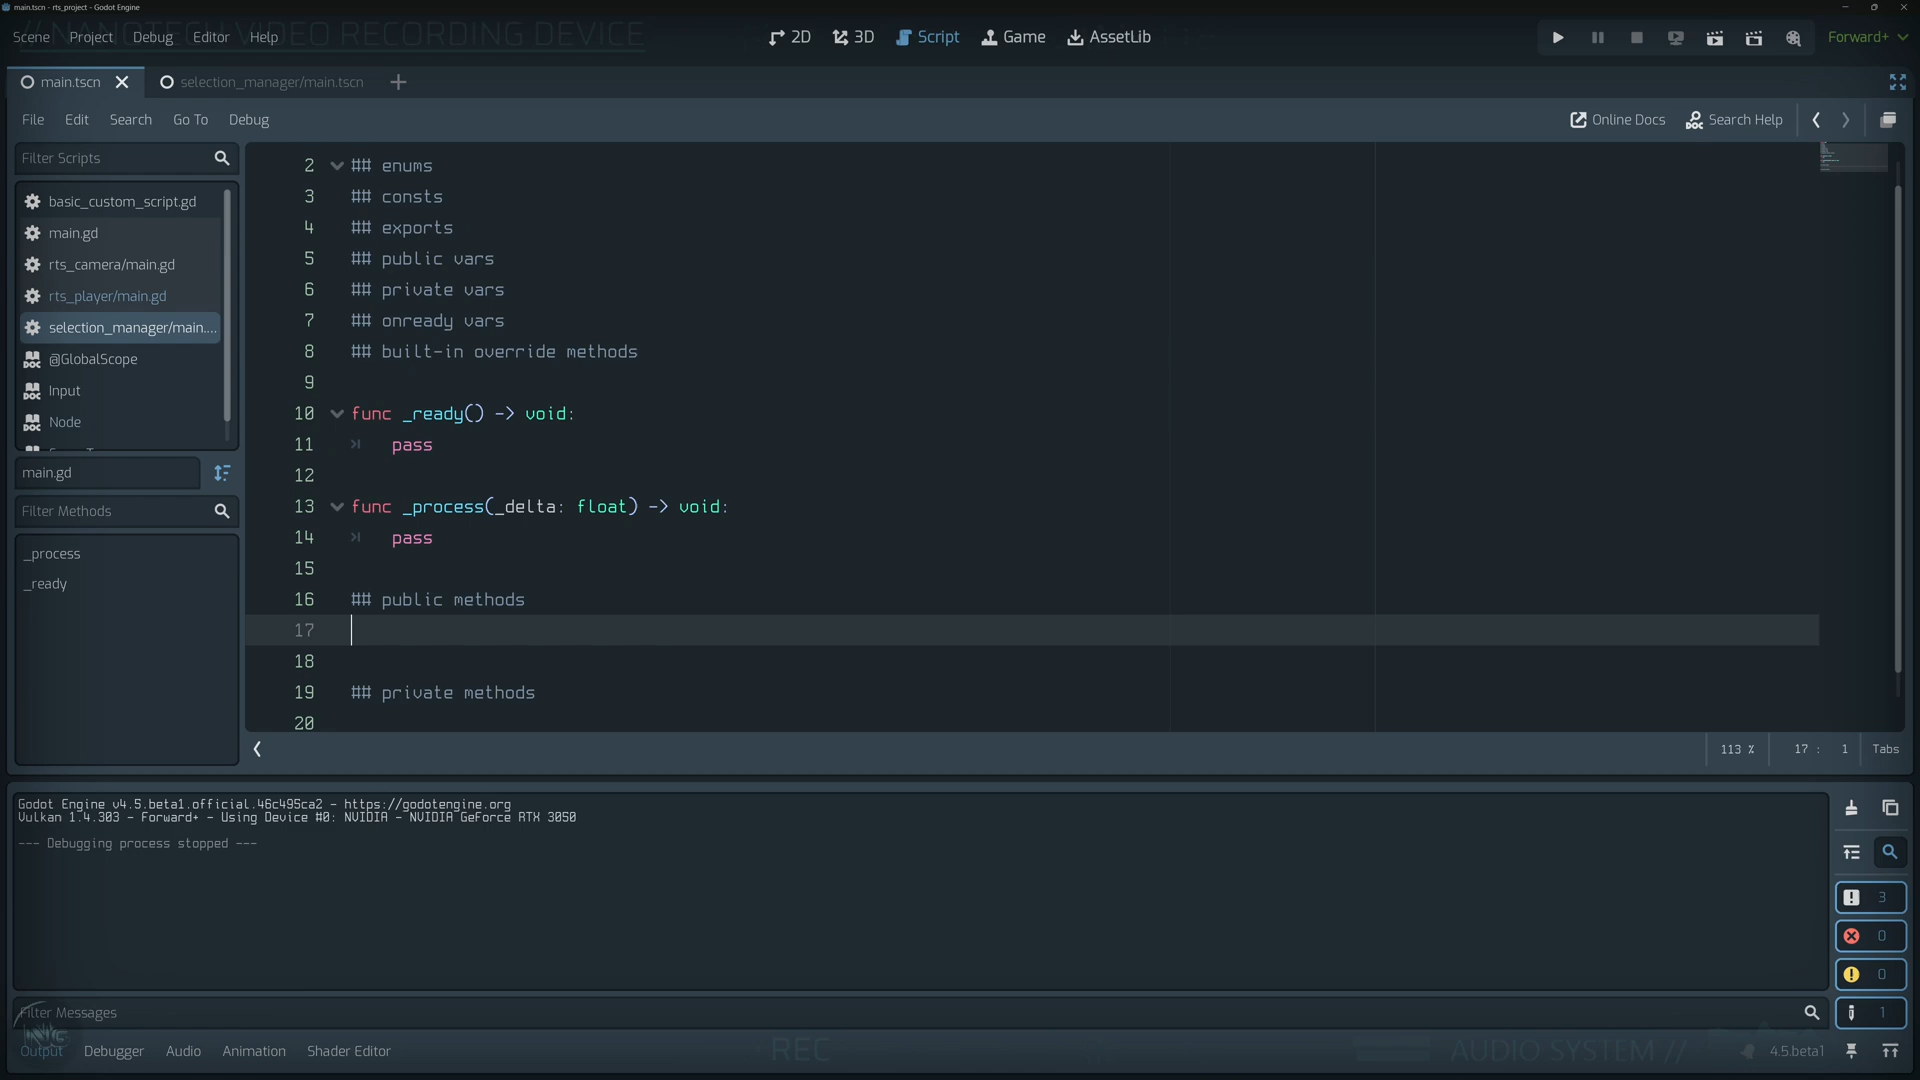 main.tscn - rts_project - Godot Engine
//NANOTECH VIDEO RECORDING DEVICE
Scene Project Debug Editor Help
2D 3D Script Game AssetLib
Forward+
main.tscn selection_manager/main.tscn
File Edit Search Go To Debug
Online Docs Search Help
Filter Scripts
basic_custom_script.gd
main.gd
rts_camera/main.gd
rts_player/main.gd
selection_manager/main....
@GlobalScope
Input
Node
main.gd
Filter Methods
_process
_ready
2 ## enums
3 ## consts
4 ## exports
5 ## public vars
6 ## private vars
7 ## onready vars
8 ## built-in override methods
9
10 func _ready() -> void:
11 pass
12
13 func _process(_delta: float) -> void:
14 pass
15
16 ## public methods
17
18
19 ## private methods
20
113 % 17 : 1 Tabs
Godot Engine v4.5.beta1.official.46c495ca2 - https://godotengine.org
Vulkan 1.4.303 - Forward+ - Using Device #0: NVIDIA - NVIDIA GeForce RTX 3050
--- Debugging process stopped ---
3
0
0
1
Filter Messages
NG
Output Debugger Audio Animation Shader Editor
REC
AUDIO SYSTEM //
4.5.beta1